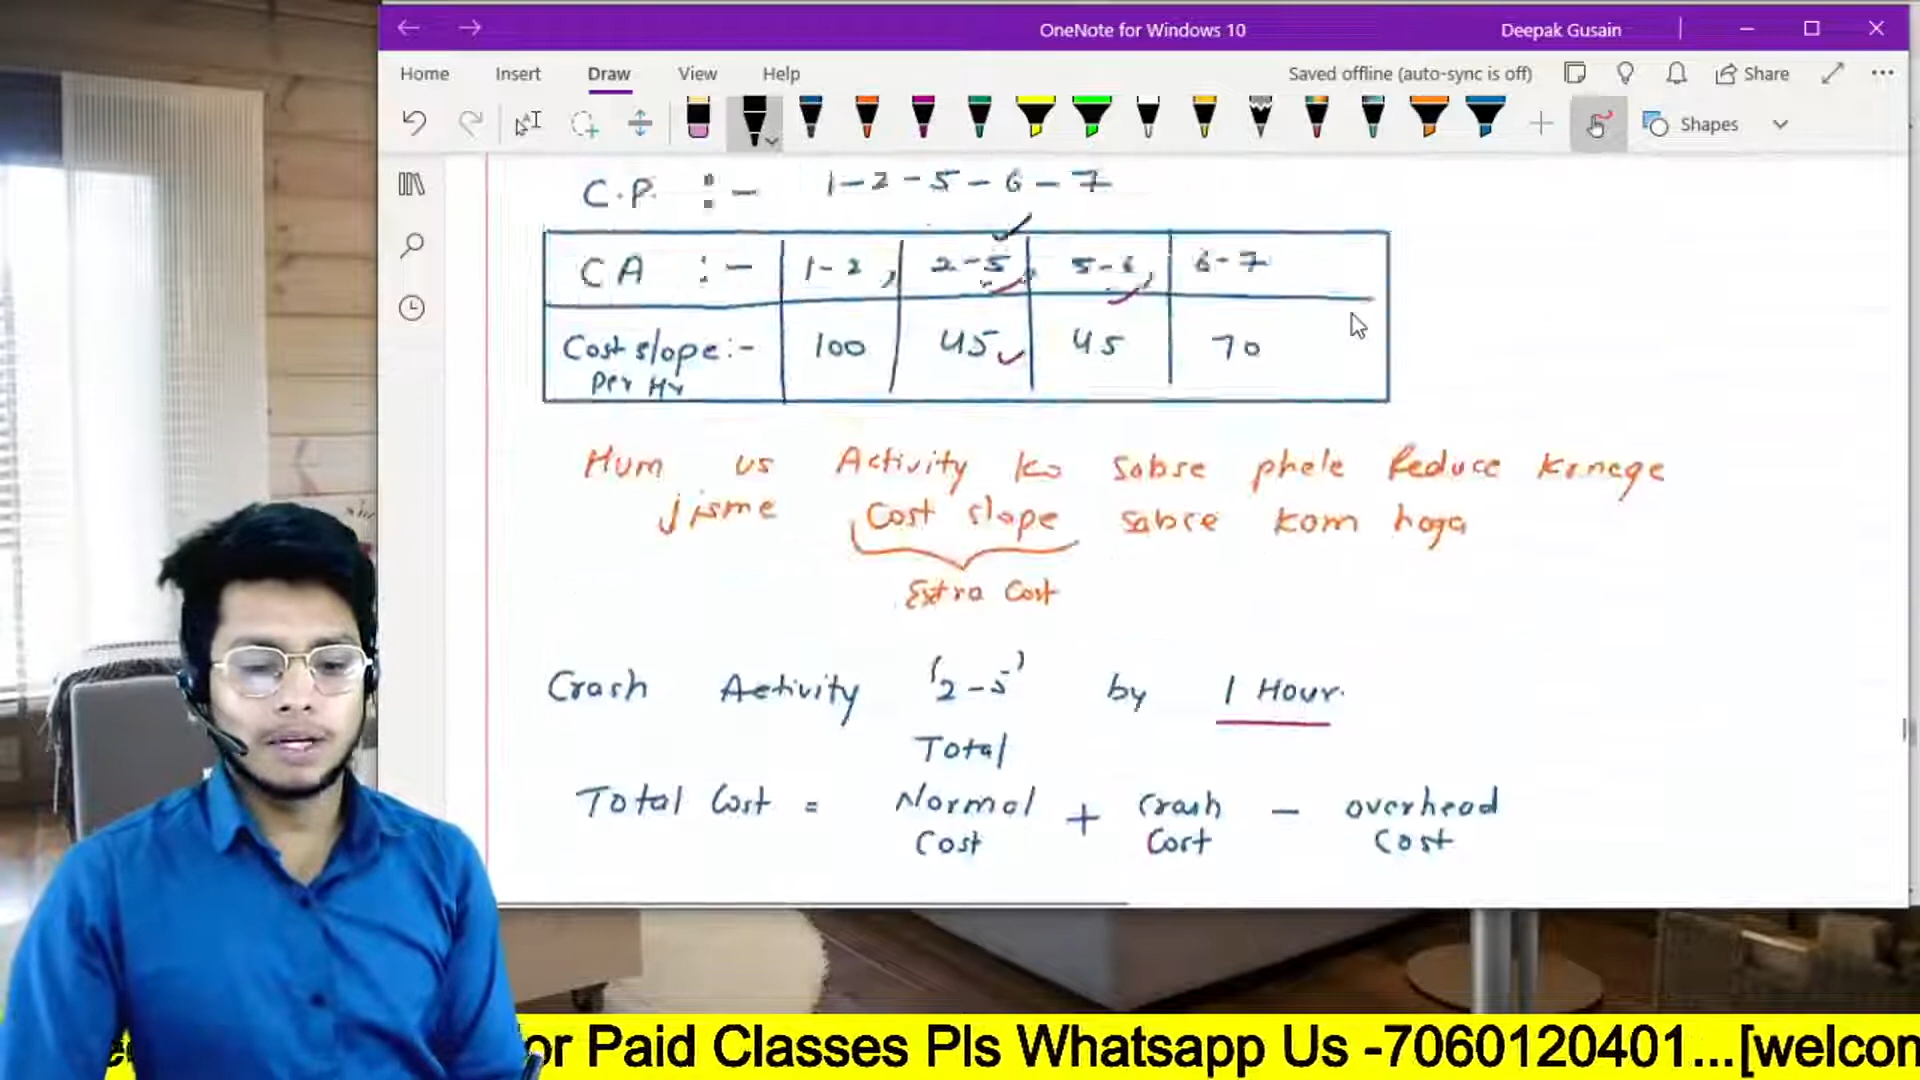 OneNote for Windows 10
Deepak Gusain
Home Insert Draw View Help
Saved offline (auto-sync is off) Share
Shapes
C.P. :- 1-2-5-6-7
CA :- 1-2, 2-5, 5-6, 6-7
Cost slope:- 100 45 45 70
Per Hr
Hum us Activity ko sabse phele Reduce krnege
jisme Cost slope sabse kam hoga
Extra Cost
Crash Activity (2-5) by 1 Hour.
Total
Total Cost = Normal + Crash - overhead
Cost Cost Cost
or Paid Classes Pls Whatsapp Us -7060120401...[welcom